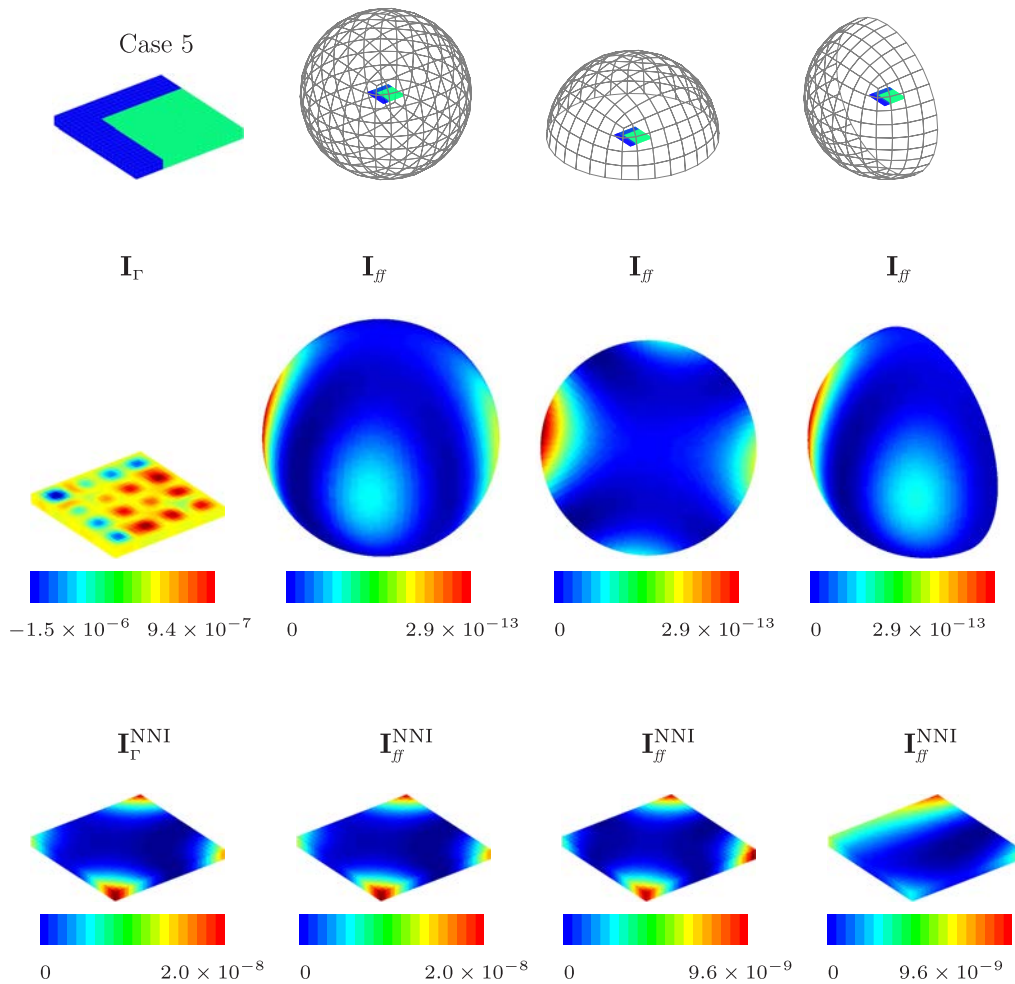 Case 5
I_Γ I_ff I_ff I_ff
−1.5 × 10^−6 9.4 × 10^−7 0 2.9 × 10^−13 0 2.9 × 10^−13 0 2.9 × 10^−13
I_Γ^NNI I_ff^NNI I_ff^NNI I_ff^NNI
0 2.0 × 10^−8 0 2.0 × 10^−8 0 9.6 × 10^−9 0 9.6 × 10^−9